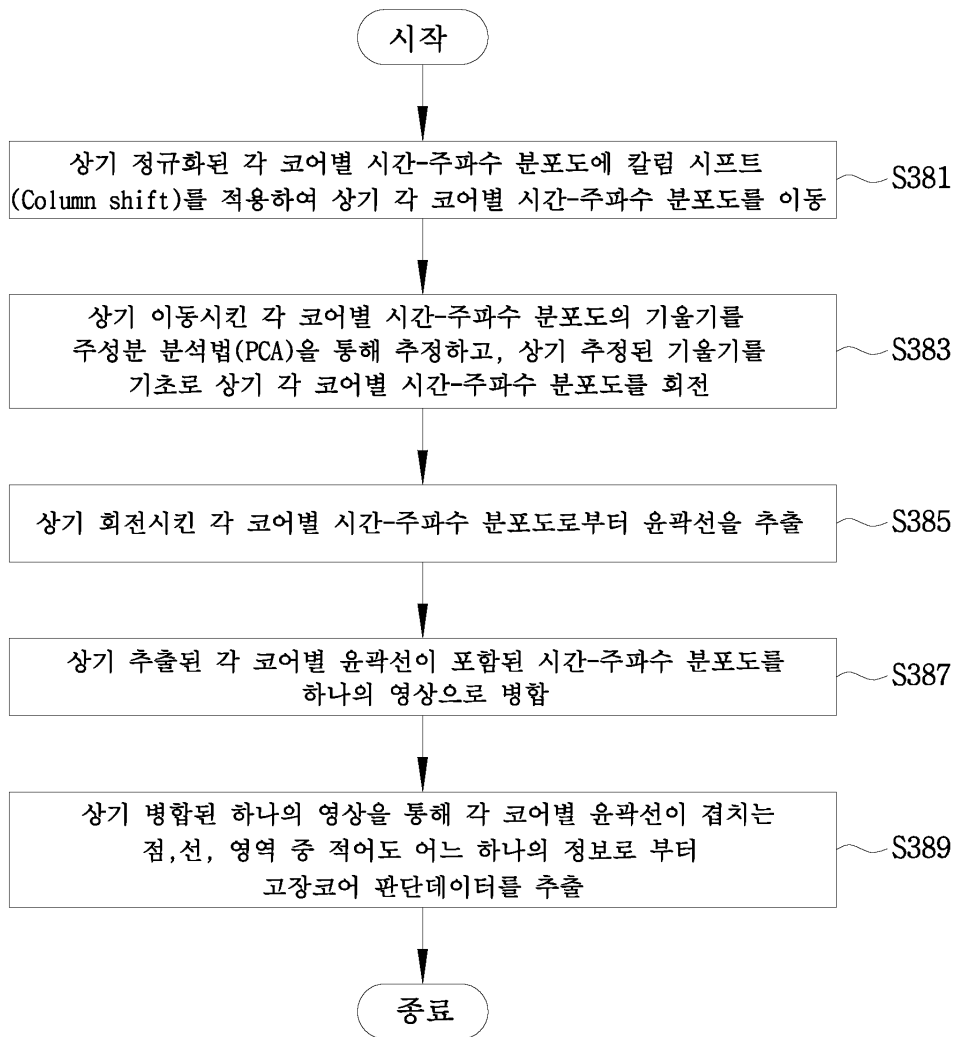 시작
상기 정규화된 각 코어별 시간-주파수 분포도에 칼럼 시프트
(Column shift)를 적용하여 상기 각 코어별 시간-주파수 분포도를 이동
S381
상기 이동시킨 각 코어별 시간-주파수 분포도의 기울기를
주성분 분석법(PCA)을 통해 추정하고, 상기 추정된 기울기를
기초로 상기 각 코어별 시간-주파수 분포도를 회전
S383
상기 회전시킨 각 코어별 시간-주파수 분포도로부터 윤곽선을 추출
S385
상기 추출된 각 코어별 윤곽선이 포함된 시간-주파수 분포도를
하나의 영상으로 병합
S387
상기 병합된 하나의 영상을 통해 각 코어별 윤곽선이 겹치는
점,선, 영역 중 적어도 어느 하나의 정보로 부터
고장코어 판단데이터를 추출
S389
종료